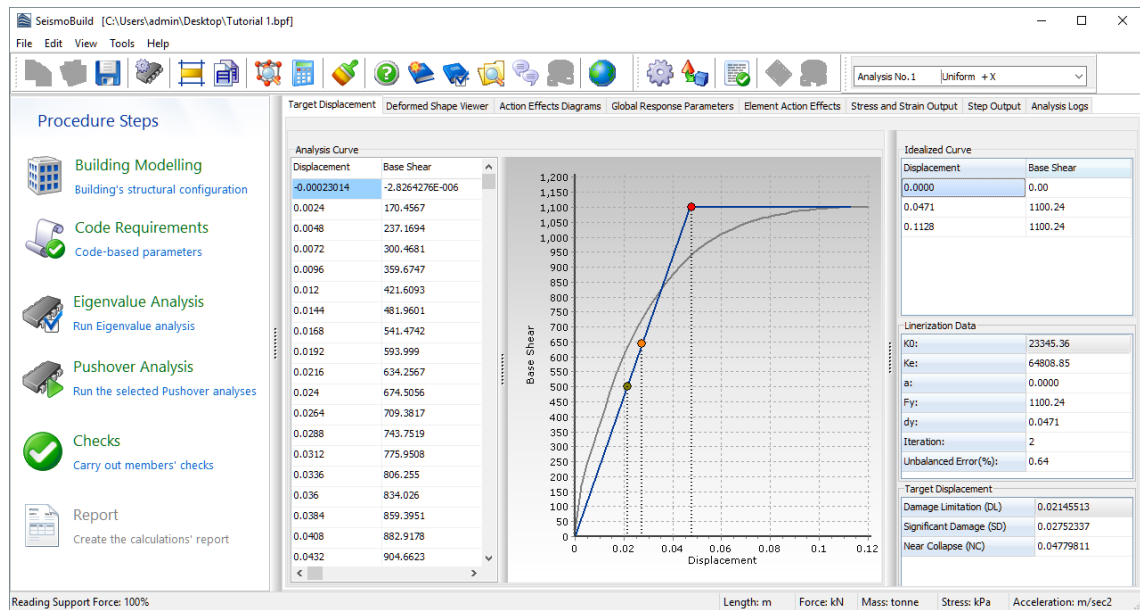 SeismoBuild [C:\Users\admin\Desktop\Tutorial 1.bpf]
File Edit View Tools Help
Analysis No.1 Uniform +X
Procedure Steps
Building Modelling
Building's structural configuration
Code Requirements
Code-based parameters
Eigenvalue Analysis
Run Eigenvalue analysis
Pushover Analysis
Run the selected Pushover analyses
Checks
Carry out members' checks
Report
Create the calculations' report
Target Displacement Deformed Shape Viewer Action Effects Diagrams Global Response Parameters Element Action Effects Stress and Strain Output Step Output Analysis Logs
Analysis Curve
Displacement Base Shear
-0.00023014 -2.8264276E-006
0.0024 170.4567
0.0048 237.1694
0.0072 300.4681
0.0096 359.6747
0.012 421.6093
0.0144 481.9601
0.0168 541.4742
0.0192 593.999
0.0216 634.2567
0.024 674.5056
0.0264 709.3817
0.0288 743.7519
0.0312 775.9508
0.0336 806.255
0.036 834.026
0.0384 859.3951
0.0408 882.9178
0.0432 904.6623
Base Shear
1,200
1,150
1,100
1,050
1,000
950
900
850
800
750
700
650
600
550
500
450
400
350
300
250
200
150
100
50
0
0 0.02 0.04 0.06 0.08 0.1 0.12
Displacement
Idealized Curve
Displacement Base Shear
0.0000 0.00
0.0471 1100.24
0.1128 1100.24
Linerization Data
K0: 23345.36
Ke: 64808.85
a: 0.0000
Fy: 1100.24
dy: 0.0471
Iteration: 2
Unbalanced Error(%): 0.64
Target Displacement
Damage Limitation (DL) 0.02145513
Significant Damage (SD) 0.02752337
Near Collapse (NC) 0.04779811
Reading Support Force: 100%
Length: m Force: kN Mass: tonne Stress: kPa Acceleration: m/sec2